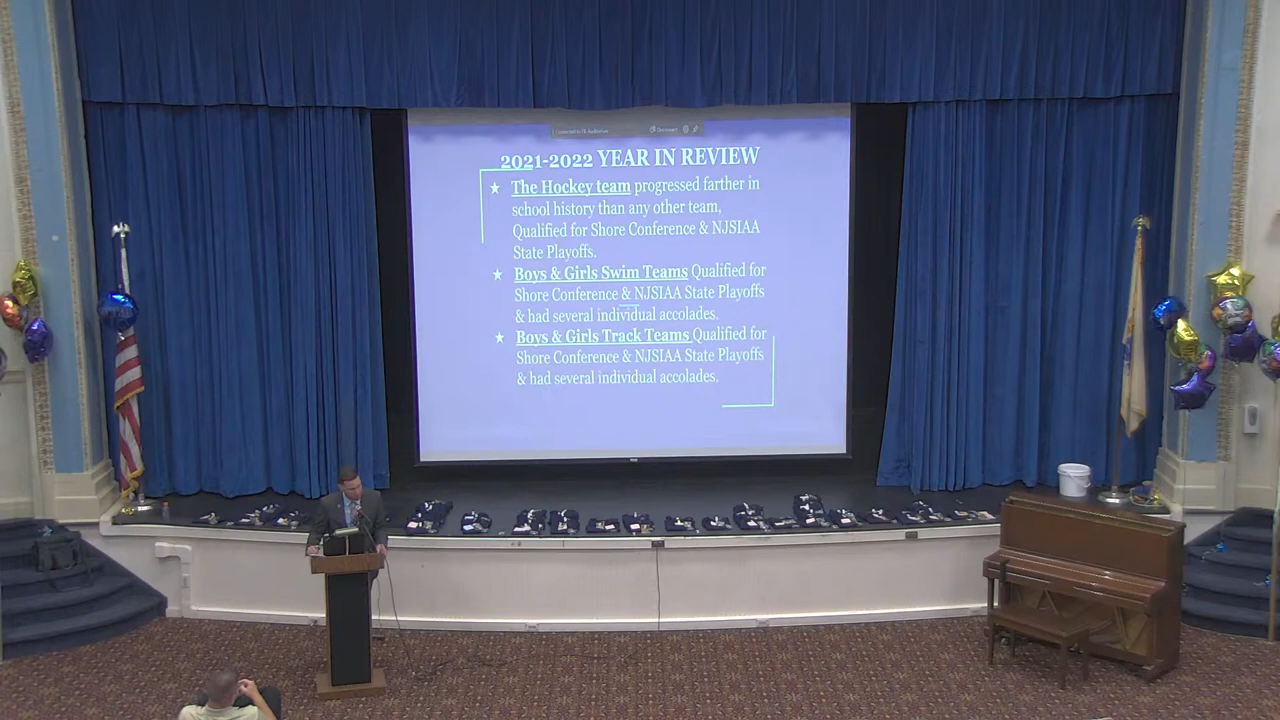 Disconnect
2021-2022 YEAR IN REVIEW
The Hockey team progressed farther in
school history than any other team,
Qualified for Shore Conference & NJSIAA
State Playoffs.
Boys & Girls Swim Teams Qualified for
Shore Conference & NJSIAA State Playoffs
& had several individual accolades.
Boys & Girls Track Teams Qualified for
Shore Conference & NJSIAA State Playoffs
& had several individual accolades.